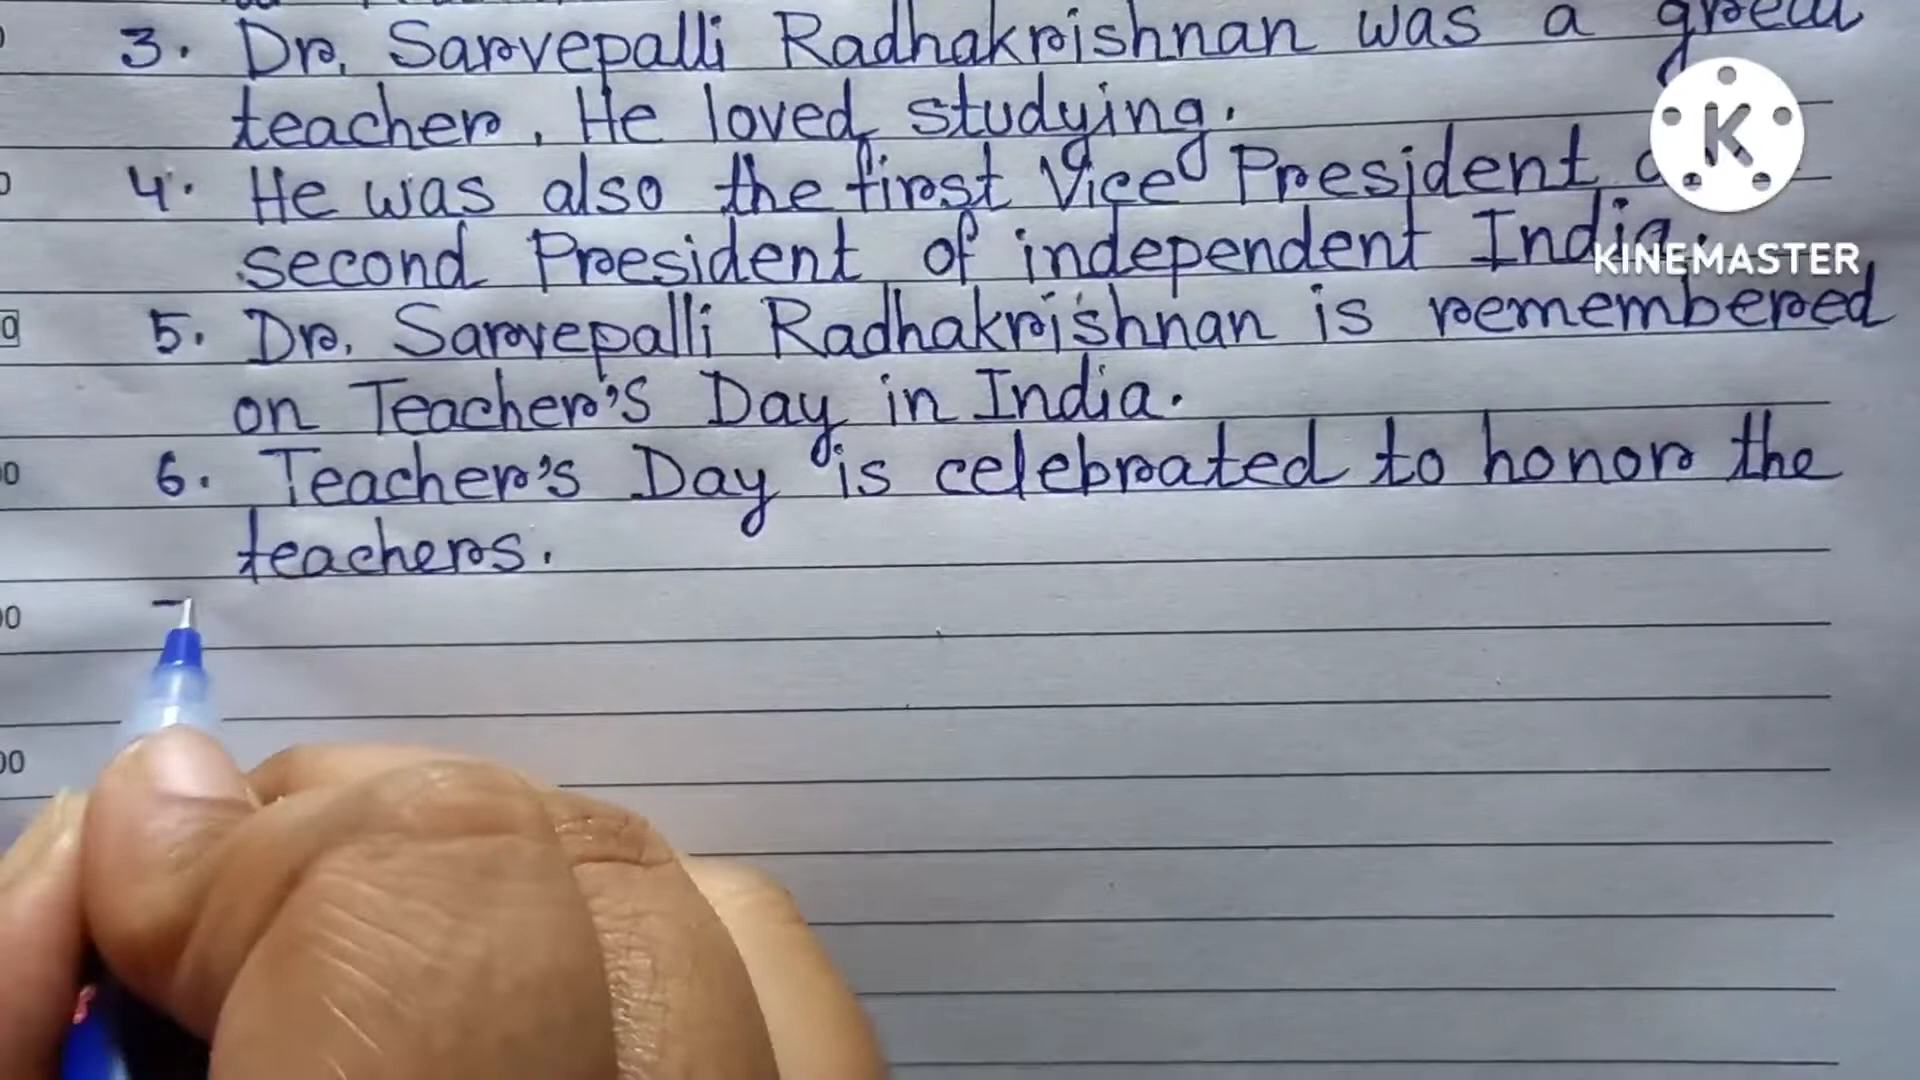 3. Dr. Sarvepalli Radhakrishnan was a great
teacher. He loved studying.
4. He was also the first Vice President
second President of independent India.
KINEMASTER
5. Dr. Sarvepalli Radhakrishnan is remembered
on Teacher's Day in India.
6. Teacher's Day is celebrated to honor the
teachers.